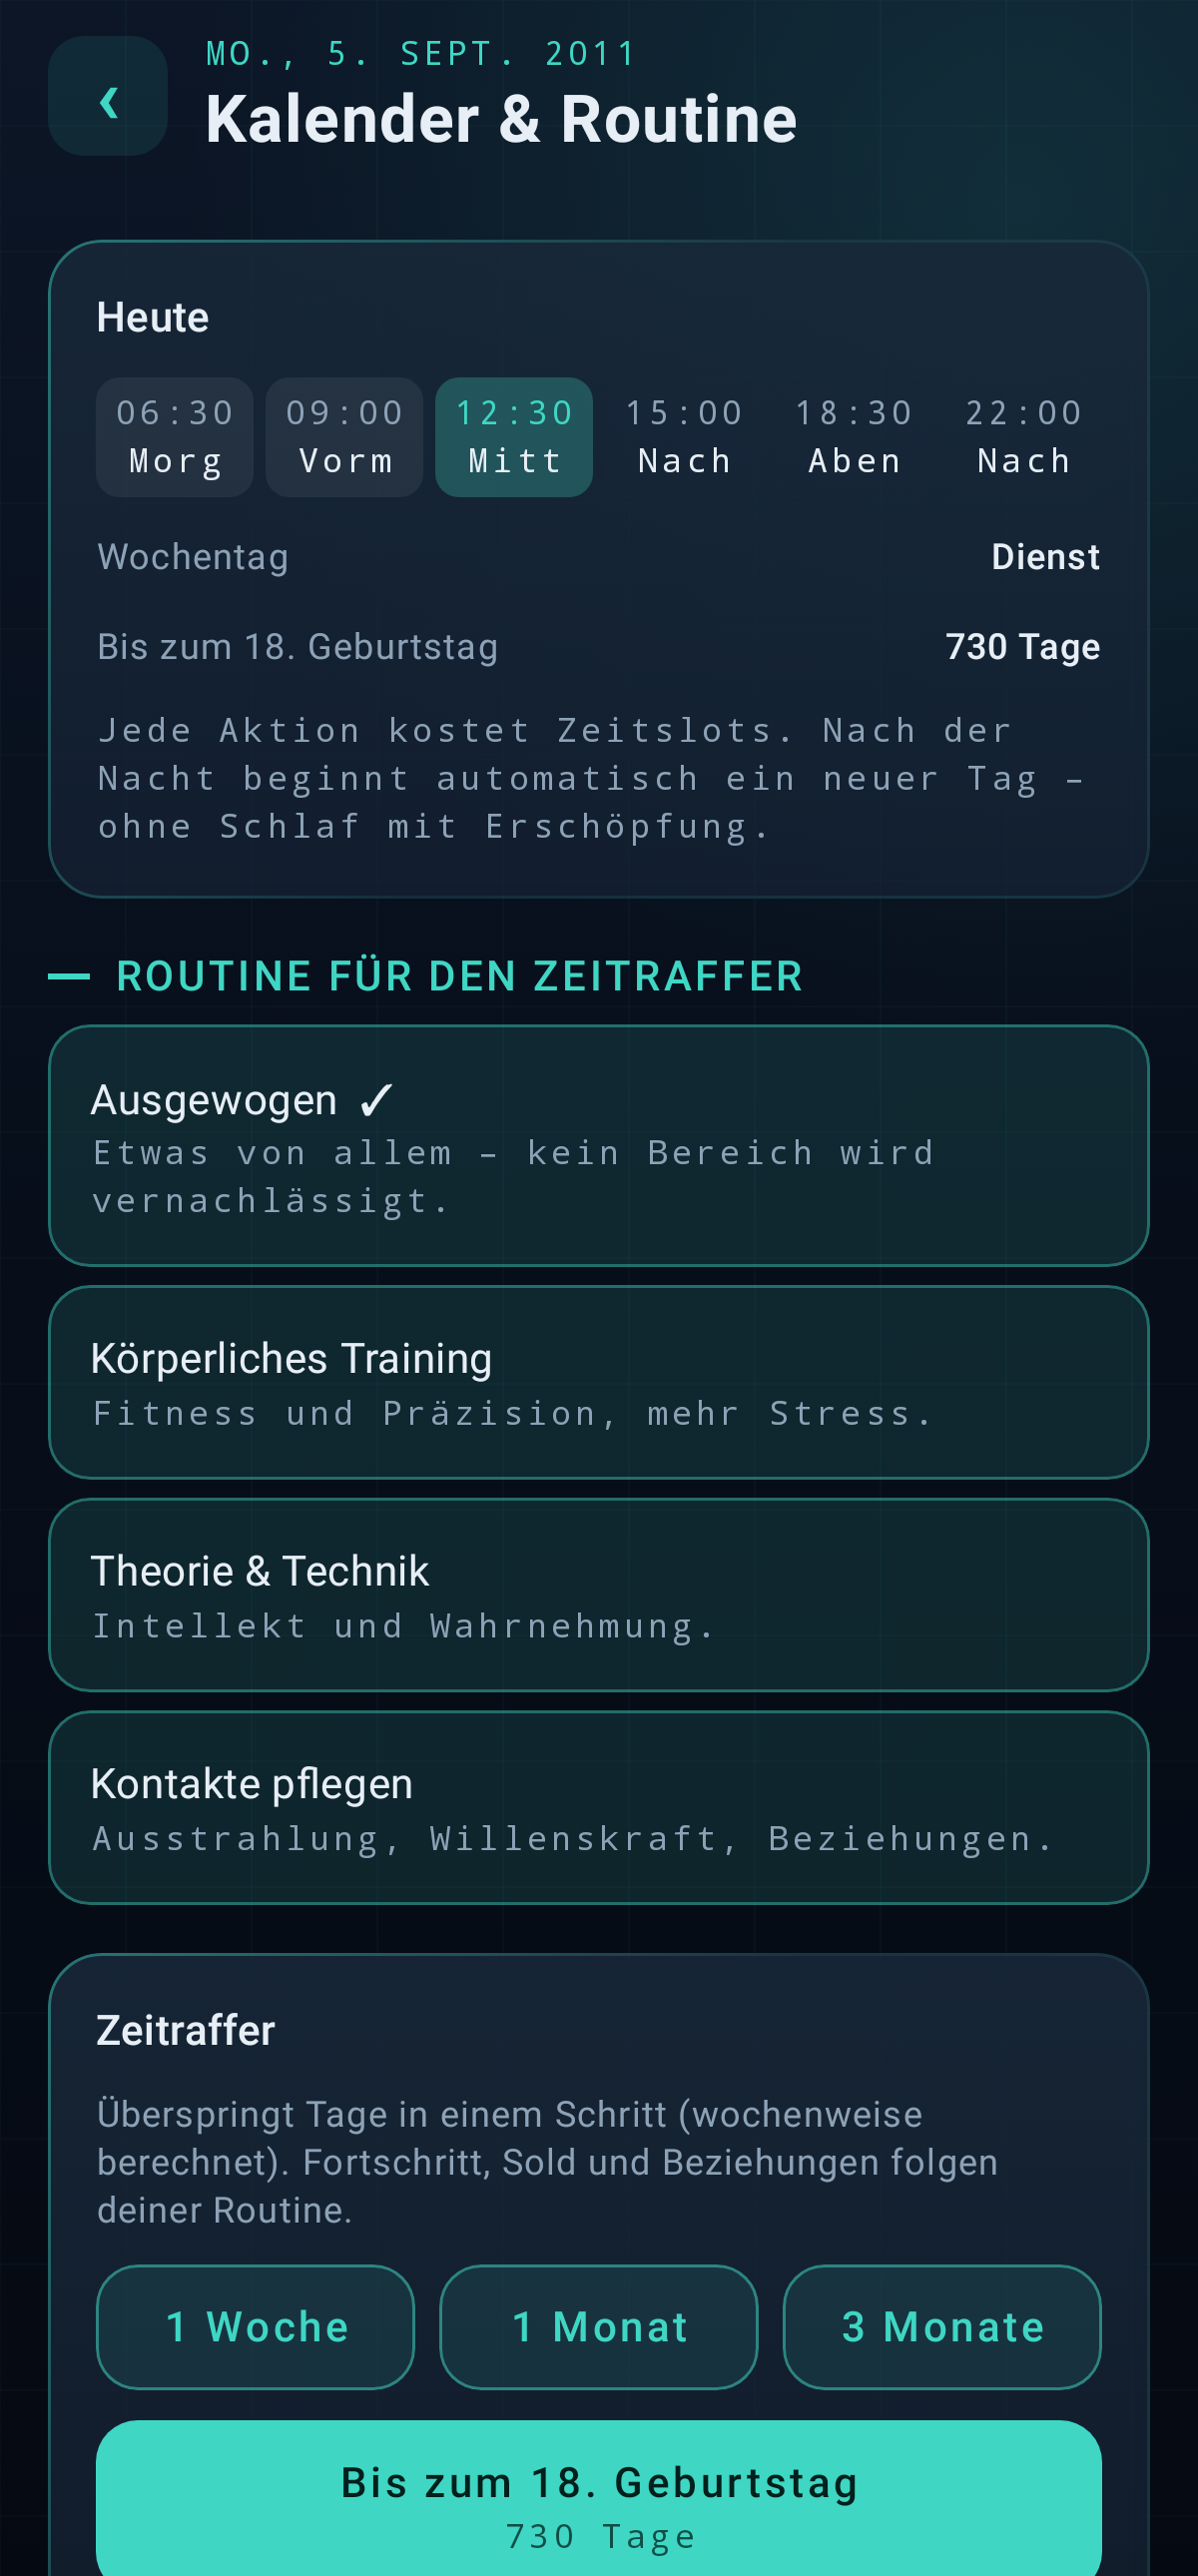 MO., 5. SEPT. 2011
Kalender & Routine
Heute
06:30 09:00 12:30 15:00 18:30 22:00
Morg Vorm Mitt Nach Aben Nach
Wochentag Dienst
Bis zum 18. Geburtstag 730 Tage
Jede Aktion kostet Zeitslots. Nach der
Nacht beginnt automatisch ein neuer Tag –
ohne Schlaf mit Erschöpfung.
ROUTINE FÜR DEN ZEITRAFFER
Ausgewogen ✓
Etwas von allem – kein Bereich wird
vernachlässigt.
Körperliches Training
Fitness und Präzision, mehr Stress.
Theorie & Technik
Intellekt und Wahrnehmung.
Kontakte pflegen
Ausstrahlung, Willenskraft, Beziehungen.
Zeitraffer
Überspringt Tage in einem Schritt (wochenweise
berechnet). Fortschritt, Sold und Beziehungen folgen
deiner Routine.
1 Woche 1 Monat 3 Monate
Bis zum 18. Geburtstag
730 Tage